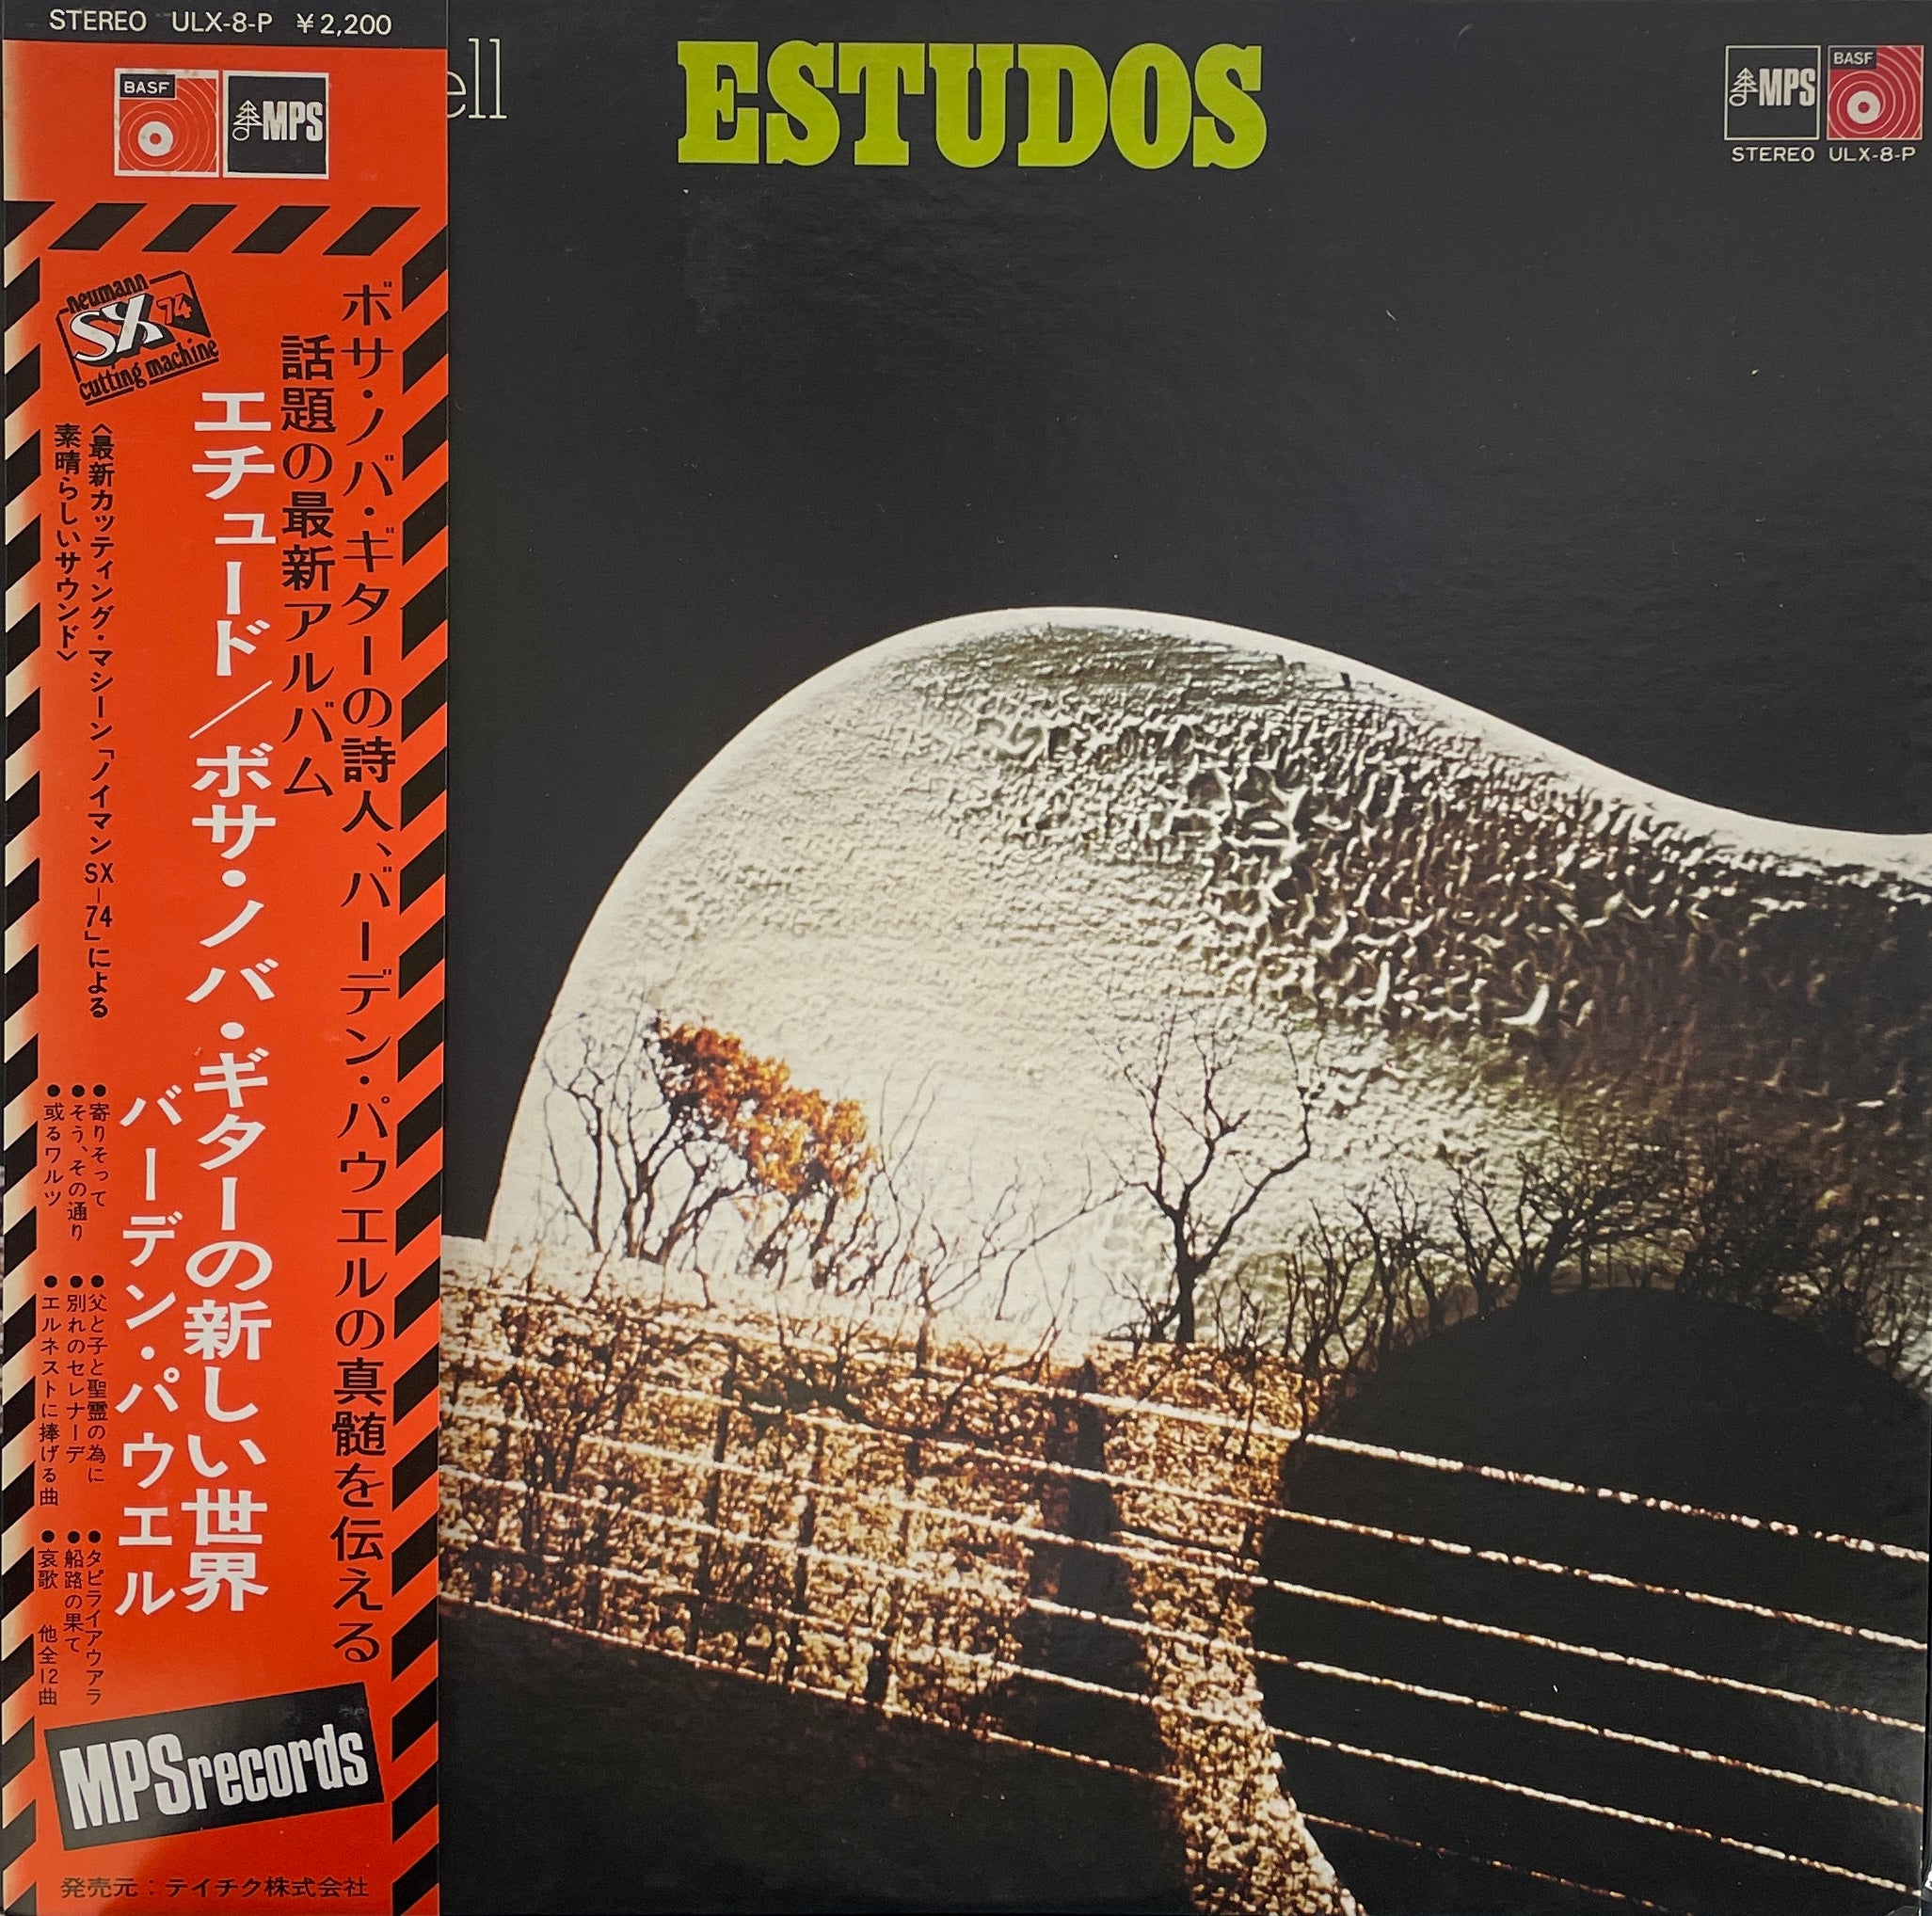 STEREO ULX-8-P ¥2,200
BASF
MPS
ell
ESTUDOS
MPS
BASF
STEREO ULX-8-P
neumann
SX 74
cutting machine
ボサ・ノバ・ギターの詩人、バーデン・パウエルの真髄を伝える
話題の最新アルバム
エチュード/ボサ・ノバ・ギターの新しい世界
バーデン・パウエル
〈最新カッティング・マシーン「ノイマンSX-74」による
素晴らしいサウンド〉
●寄りそって
●そう、その通り
●或るワルツ
●父と子と聖霊の為に
●別れのセレナーデ
●エルネストに捧げる曲
●タピライアウアラ
●船路の果て
●哀歌 他全12曲
MPSrecords
発売元:テイチク株式会社